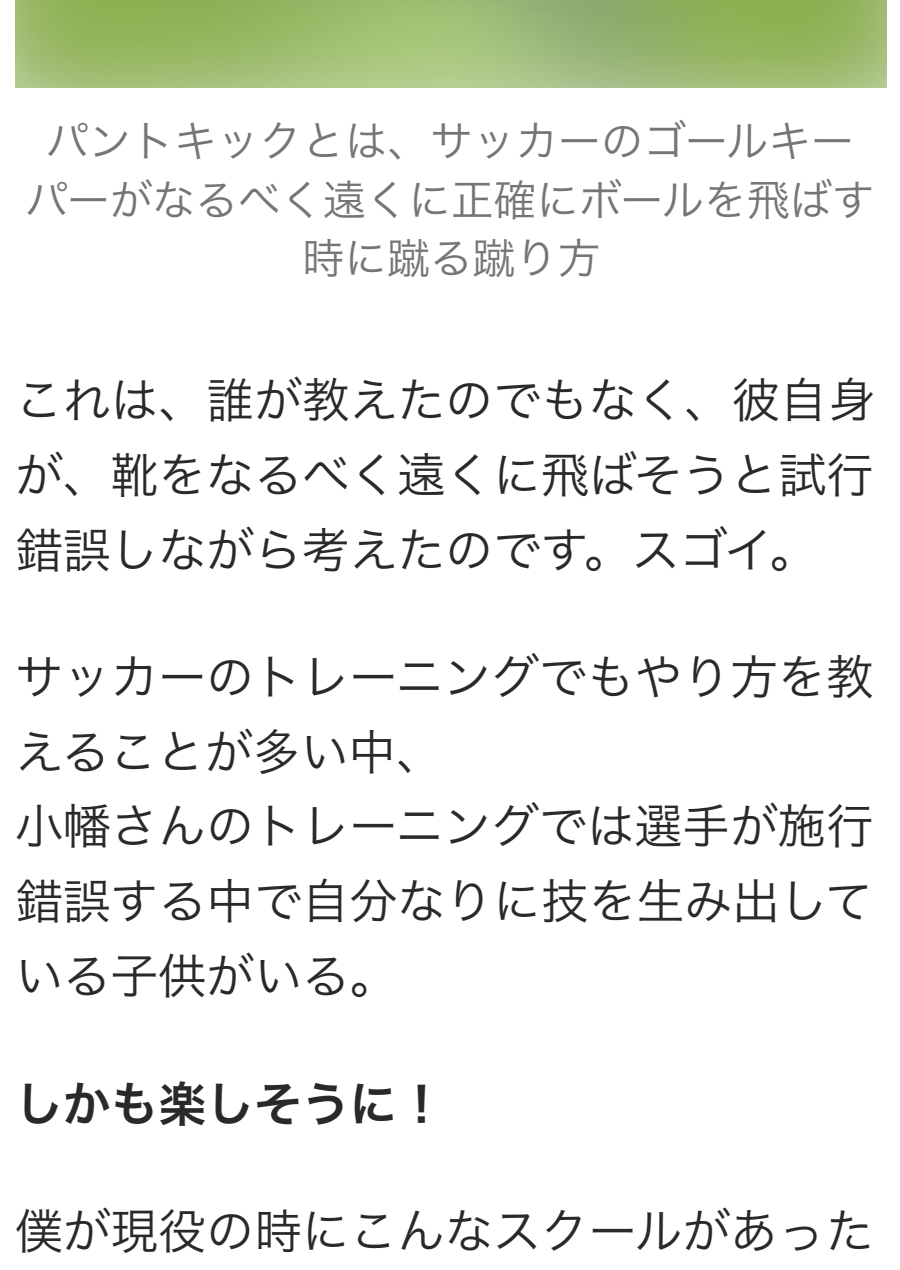 パントキックとは、サッカーのゴールキー
パーがなるべく遠くに正確にボールを飛ばす
時に蹴る蹴り方
これは、誰が教えたのでもなく、彼自身
が、靴をなるべく遠くに飛ばそうと試行
錯誤しながら考えたのです。スゴイ。
サッカーのトレーニングでもやり方を教
えることが多い中、
小幡さんのトレーニングでは選手が施行
錯誤する中で自分なりに技を生み出して
いる子供がいる。
しかも楽しそうに！
僕が現役の時にこんなスクールがあった